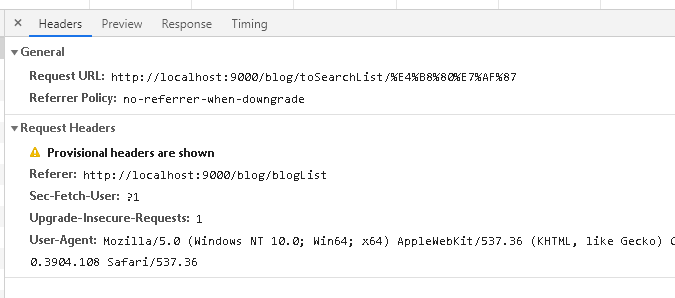 × Headers Preview Response Timing
▼ General
Request URL: http://localhost:9000/blog/toSearchList/%E4%B8%80%E7%AF%87
Referrer Policy: no-referrer-when-downgrade
▼ Request Headers
Provisional headers are shown
Referer: http://localhost:9000/blog/blogList
Sec-Fetch-User: ?1
Upgrade-Insecure-Requests: 1
User-Agent: Mozilla/5.0 (Windows NT 10.0; Win64; x64) AppleWebKit/537.36 (KHTML, like Gecko)
0.3904.108 Safari/537.36